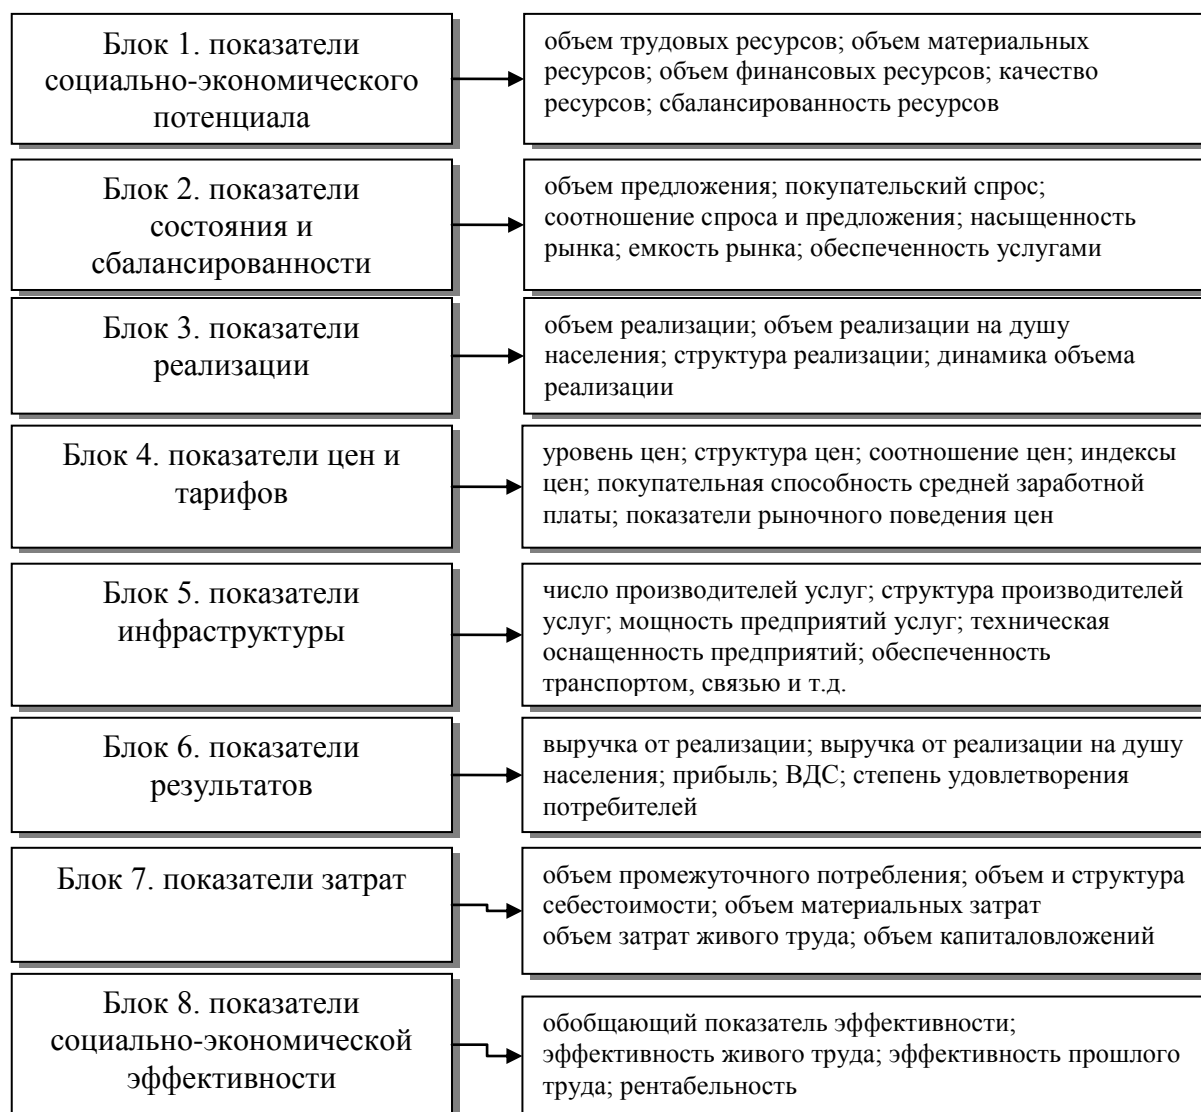 Блок 1. показатели
социально-экономического
потенциала
объем трудовых ресурсов; объем материальных
ресурсов; объем финансовых ресурсов; качество
ресурсов; сбалансированность ресурсов
Блок 2. показатели
состояния и
сбалансированности
объем предложения; покупательский спрос;
соотношение спроса и предложения; насыщенность
рынка; емкость рынка; обеспеченность услугами
Блок 3. показатели
реализации
объем реализации; объем реализации на душу
населения; структура реализации; динамика объема
реализации
Блок 4. показатели цен и
тарифов
уровень цен; структура цен; соотношение цен; индексы
цен; покупательная способность средней заработной
платы; показатели рыночного поведения цен
Блок 5. показатели
инфраструктуры
число производителей услуг; структура производителей
услуг; мощность предприятий услуг; техническая
оснащенность предприятий; обеспеченность
транспортом, связью и т.д.
Блок 6. показатели
результатов
выручка от реализации; выручка от реализации на душу
населения; прибыль; ВДС; степень удовлетворения
потребителей
Блок 7. показатели затрат
объем промежуточного потребления; объем и структура
себестоимости; объем материальных затрат
объем затрат живого труда; объем капиталовложений
Блок 8. показатели
социально-экономической
эффективности
обобщающий показатель эффективности;
эффективность живого труда; эффективность прошлого
труда; рентабельность